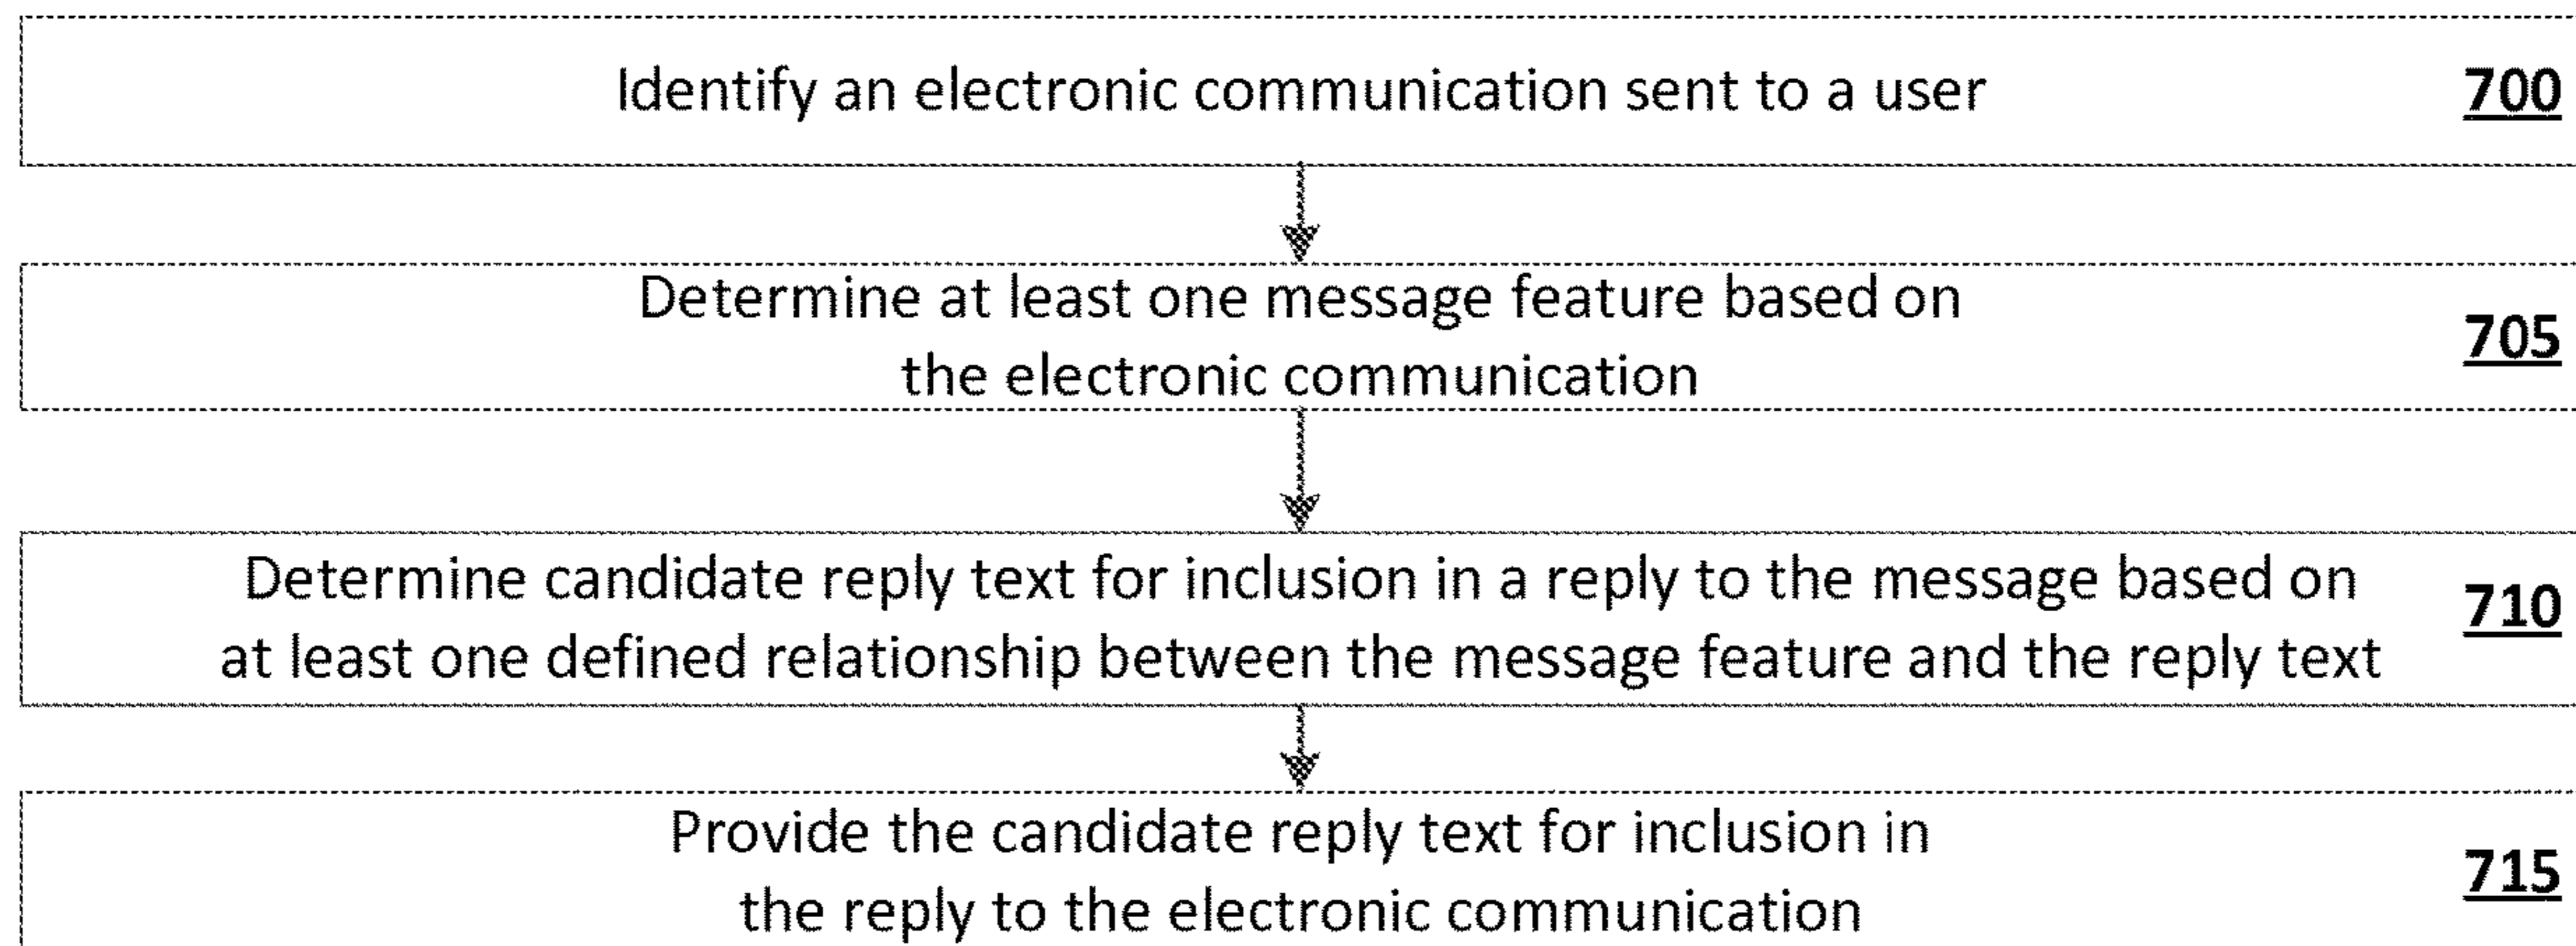 Identify an electronic communication sent to a user
700
Determine at least one message feature based on
the electronic communication
705
Determine candidate reply text for inclusion in a reply to the message based on
at least one defined relationship between the message feature and the reply text
710
Provide the candidate reply text for inclusion in
the reply to the electronic communication
715